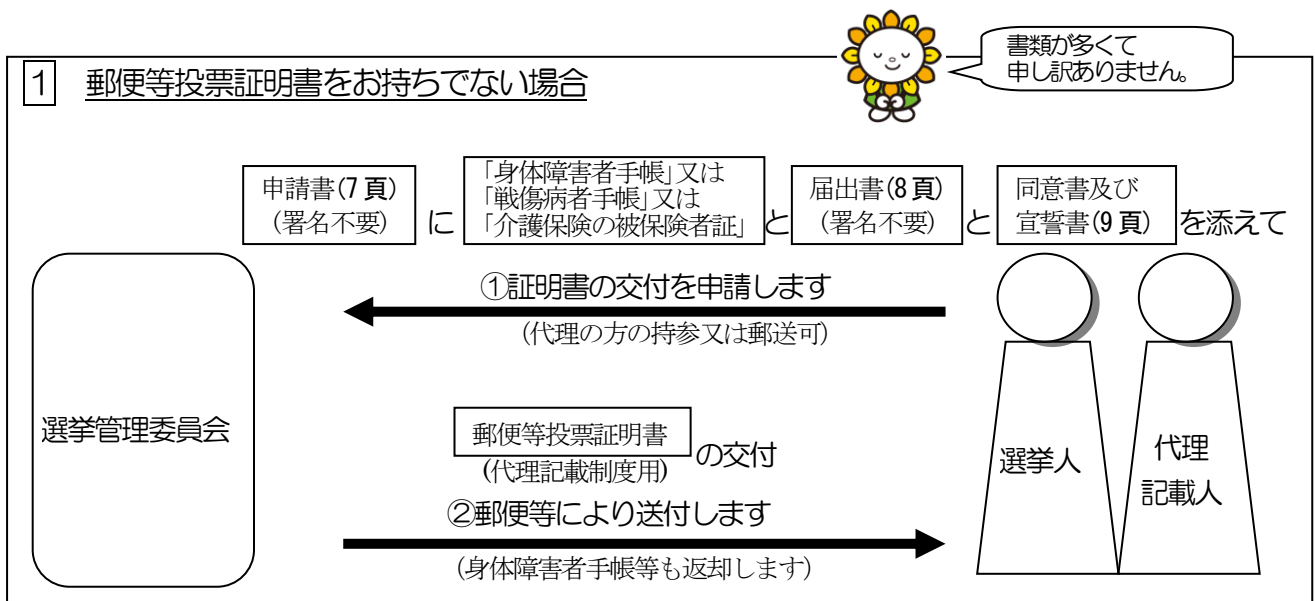 書類が多くて
申し訳ありません。
1 郵便等投票証明書をお持ちでない場合
申請書(7頁)
(署名不要)
に
「身体障害者手帳」又は
「戦傷病者手帳」又は
「介護保険の被保険者証」
と
届出書(8頁)
(署名不要)
と
同意書及び
宣誓書(9頁)
を添えて
①証明書の交付を申請します
(代理の方の持参又は郵送可)
選挙管理委員会
郵便等投票証明書
(代理記載制度用)
の交付
②郵便等により送付します
(身体障害者手帳等も返却します)
選挙人
代理
記載人